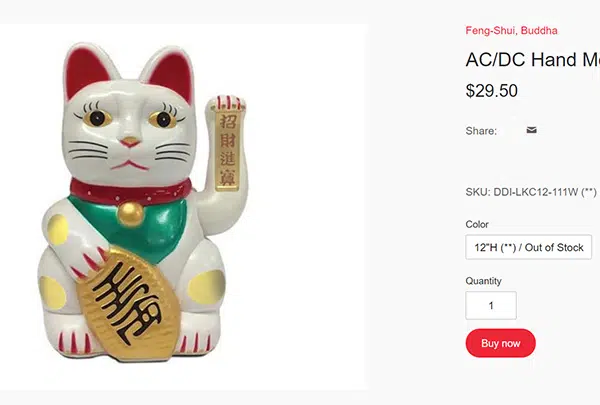 Feng-Shui, Buddha
AC/DC Hand Mo
$29.50
Share:
SKU: DDI-LKC12-111W (**)
Color
12"H (**) / Out of Stock
Quantity
1
Buy now
招
財
進
寶